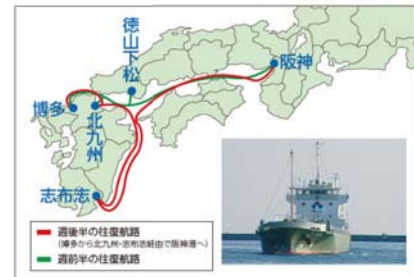 徳山下松
阪神
博多
北九州
志布志
週後半の往復航路
(博多から北九州・志布志経由で阪神港へ)
週前半の往復航路